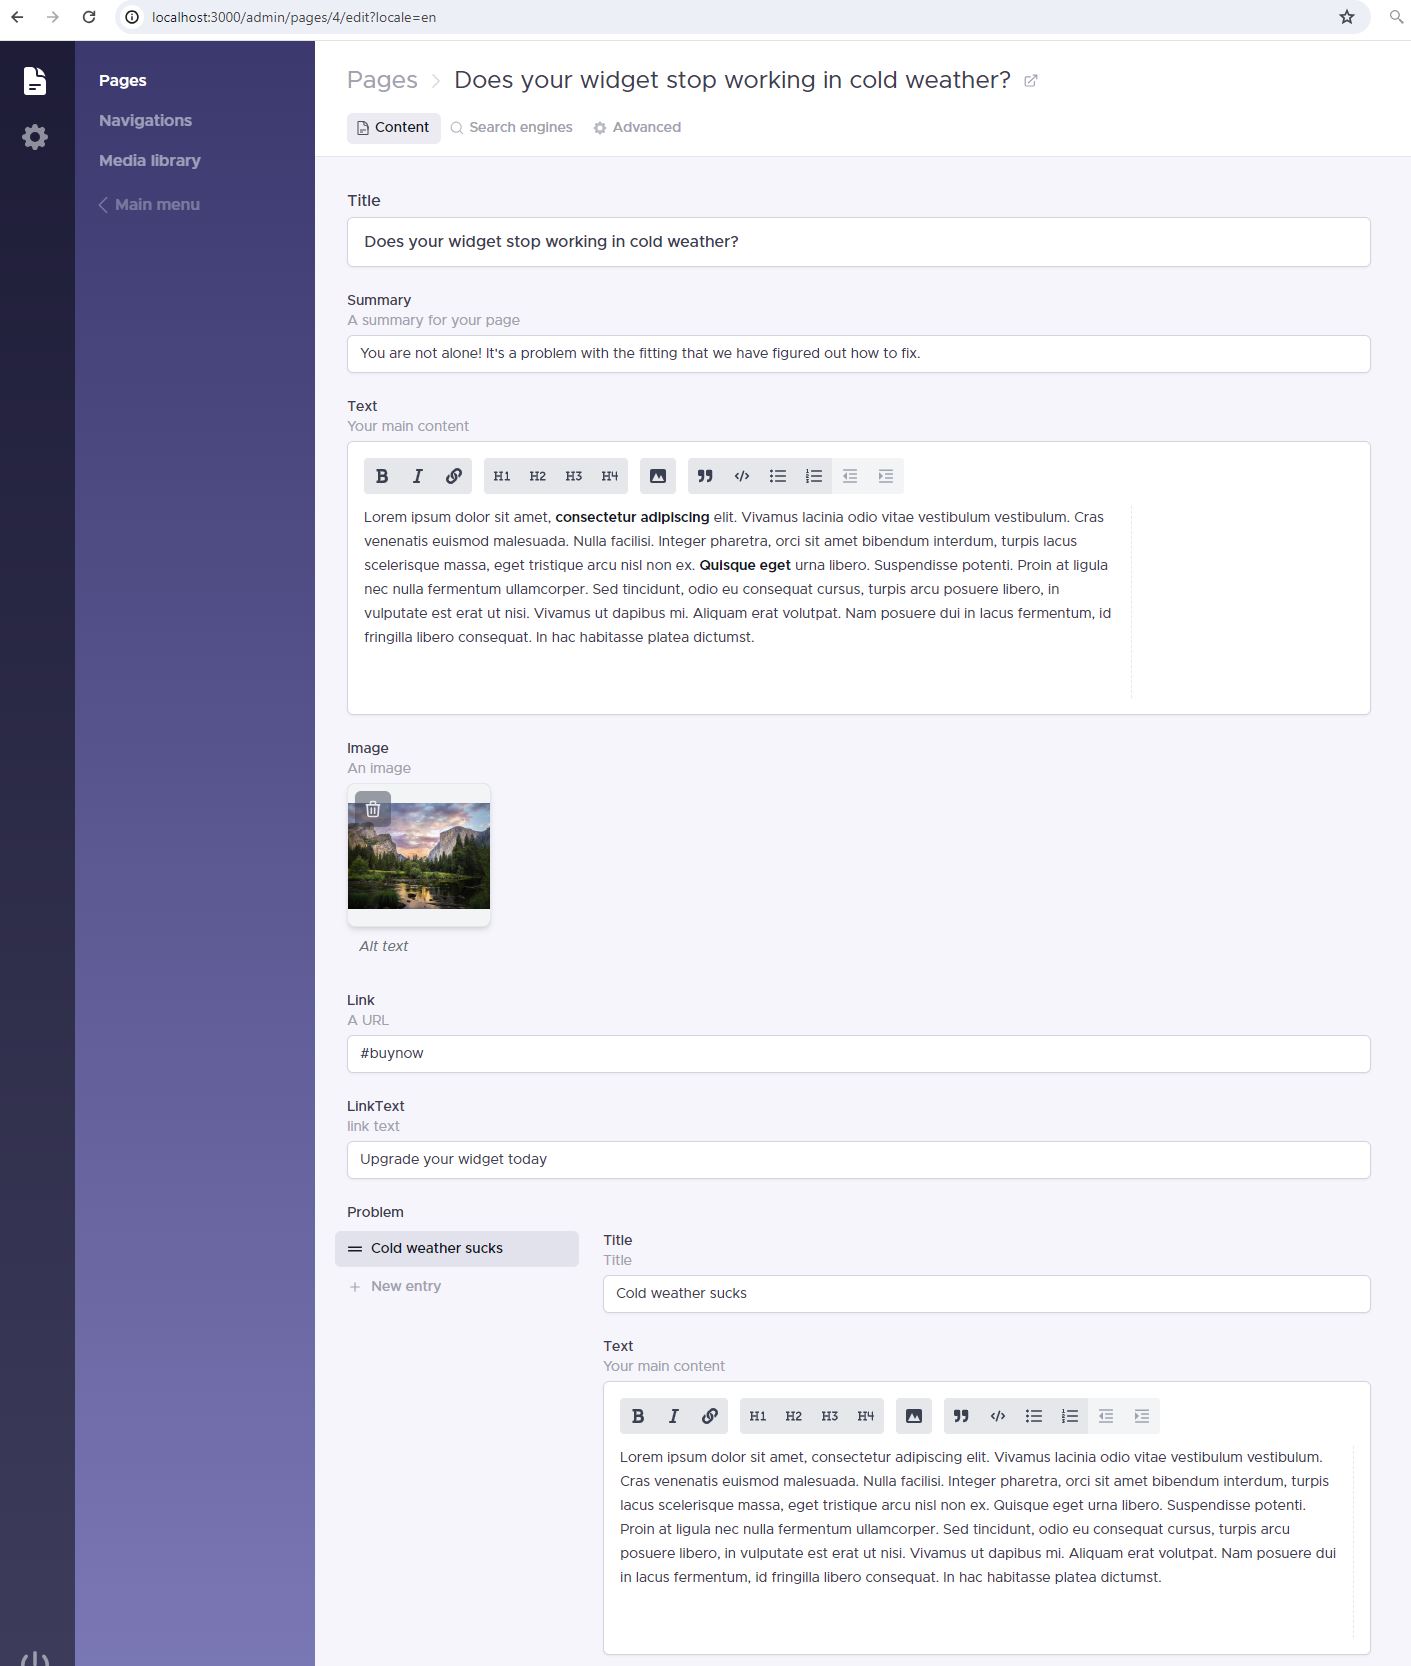 localhost:3000/admin/pages/4/edit?locale=en
Pages
Navigations
Media library
Main menu
Pages > Does your widget stop working in cold weather?
Content Search engines Advanced
Title
Does your widget stop working in cold weather?
Summary
A summary for your page
You are not alone! It's a problem with the fitting that we have figured out how to fix.
Text
Your main content
B I H1 H2 H3 H4
Lorem ipsum dolor sit amet, consectetur adipiscing elit. Vivamus lacinia odio vitae vestibulum vestibulum. Cras
venenatis euismod malesuada. Nulla facilisi. Integer pharetra, orci sit amet bibendum interdum, turpis lacus
scelerisque massa, eget tristique arcu nisl non ex. Quisque eget urna libero. Suspendisse potenti. Proin at ligula
nec nulla fermentum ullamcorper. Sed tincidunt, odio eu consequat cursus, turpis arcu posuere libero, in
vulputate est erat ut nisi. Vivamus ut dapibus mi. Aliquam erat volutpat. Nam posuere dui in lacus fermentum, id
fringilla libero consequat. In hac habitasse platea dictumst.
Image
An image
Alt text
Link
A URL
#buynow
LinkText
link text
Upgrade your widget today
Problem
Cold weather sucks
New entry
Title
Title
Cold weather sucks
Text
Your main content
B I H1 H2 H3 H4
Lorem ipsum dolor sit amet, consectetur adipiscing elit. Vivamus lacinia odio vitae vestibulum vestibulum.
Cras venenatis euismod malesuada. Nulla facilisi. Integer pharetra, orci sit amet bibendum interdum, turpis
lacus scelerisque massa, eget tristique arcu nisl non ex. Quisque eget urna libero. Suspendisse potenti.
Proin at ligula nec nulla fermentum ullamcorper. Sed tincidunt, odio eu consequat cursus, turpis arcu
posuere libero, in vulputate est erat ut nisi. Vivamus ut dapibus mi. Aliquam erat volutpat. Nam posuere dui
in lacus fermentum, id fringilla libero consequat. In hac habitasse platea dictumst.